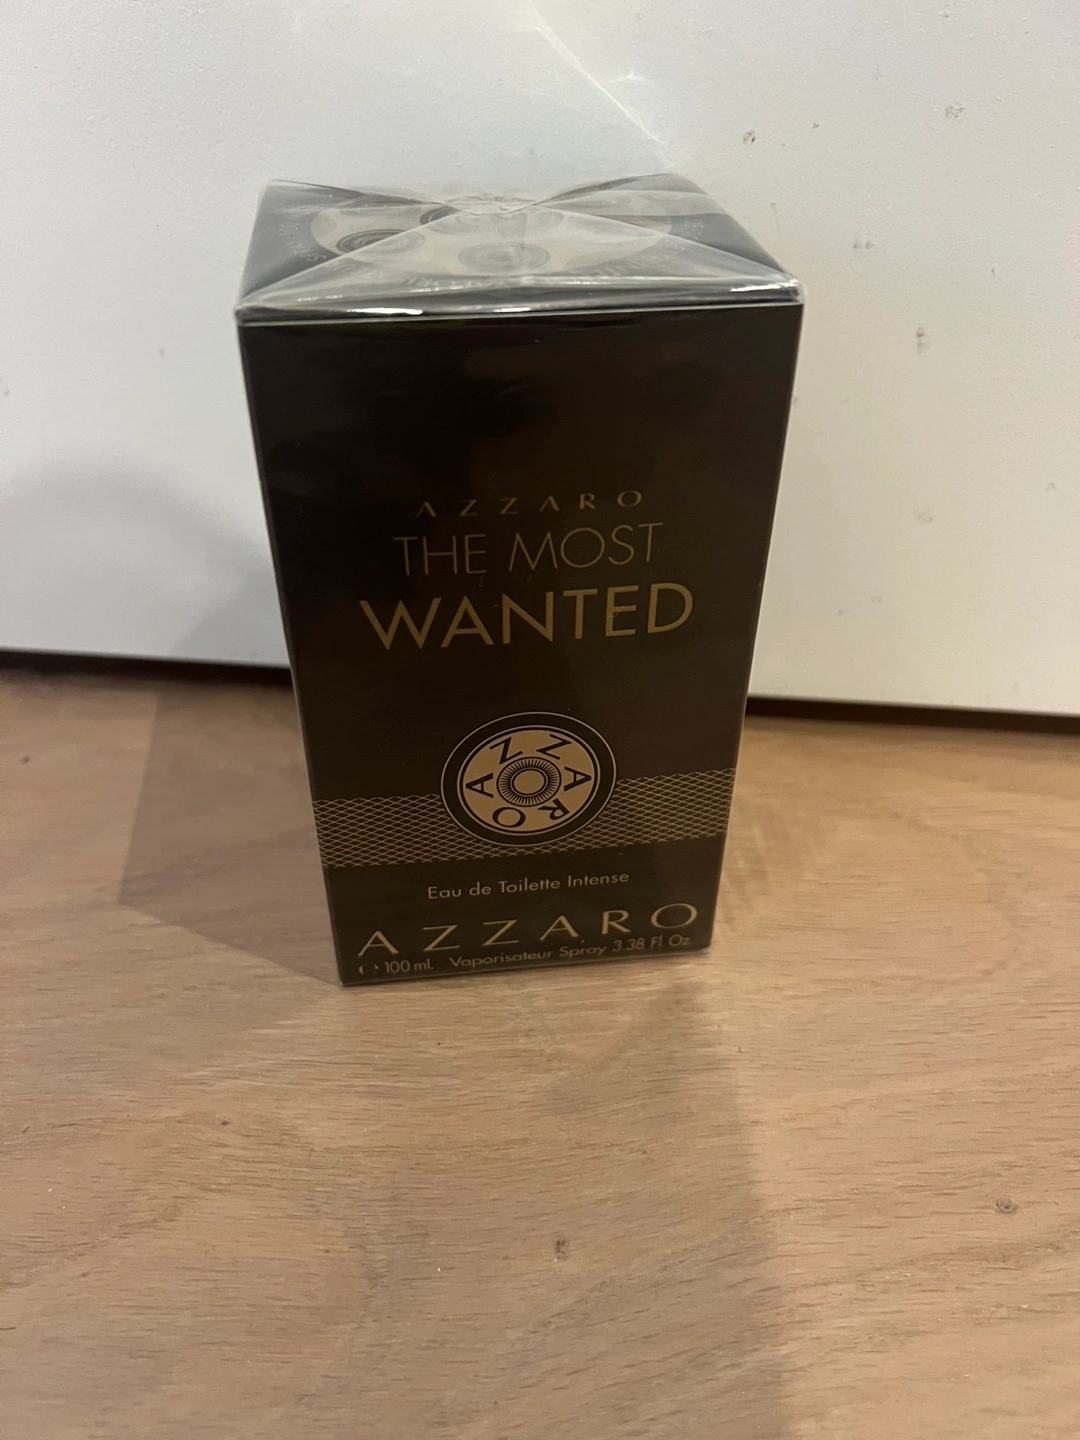 AZZARO
THE MOST
WANTED
AZZARO
Eau de Toilette Intense
AZZARO
100 ml. Vaporisateur Spray 3.38 Fl. Oz.